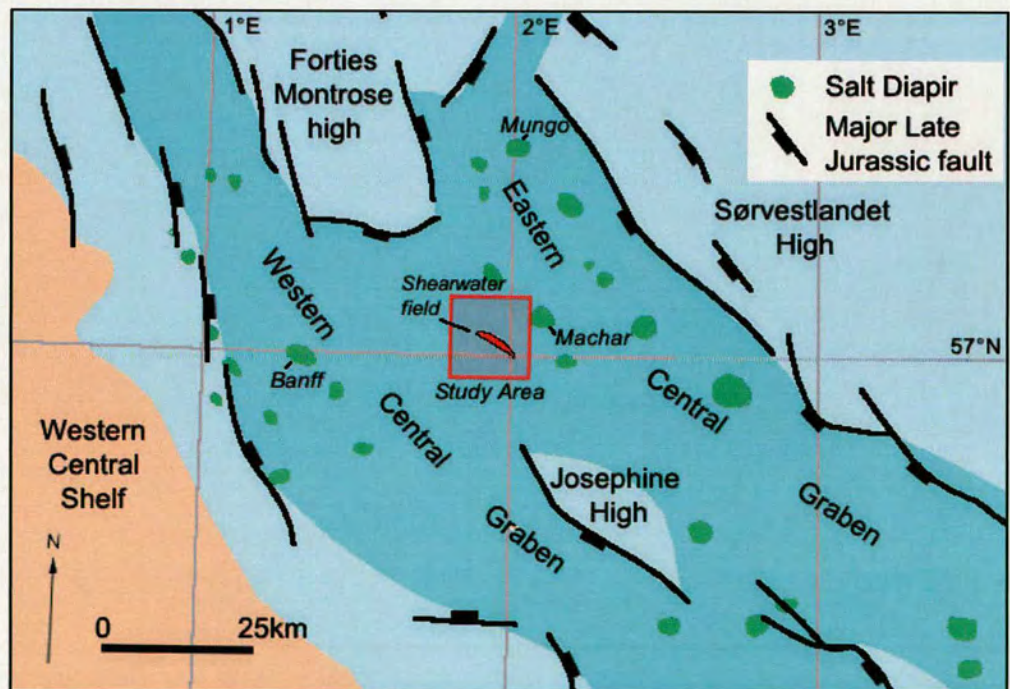 1°E
2°E
3°E
Forties
Montrose
high
Salt Diapir
Major Late
Jurassic fault
Mungo
Eastern
Sørvestlandet
High
Western
Shearwater
field
Machar
57°N
Banff
Study Area
Central
Central
Western
Central
Shelf
Josephine
High
Graben
Graben
N
0
25km